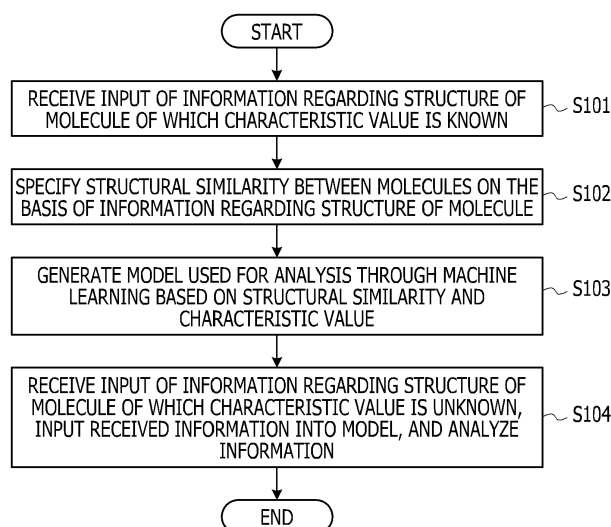 START
RECEIVE INPUT OF INFORMATION REGARDING STRUCTURE OF
MOLECULE OF WHICH CHARACTERISTIC VALUE IS KNOWN
S101
SPECIFY STRUCTURAL SIMILARITY BETWEEN MOLECULES ON THE
BASIS OF INFORMATION REGARDING STRUCTURE OF MOLECULE
S102
GENERATE MODEL USED FOR ANALYSIS THROUGH MACHINE
LEARNING BASED ON STRUCTURAL SIMILARITY AND
CHARACTERISTIC VALUE
S103
RECEIVE INPUT OF INFORMATION REGARDING STRUCTURE OF
MOLECULE OF WHICH CHARACTERISTIC VALUE IS UNKNOWN,
INPUT RECEIVED INFORMATION INTO MODEL, AND ANALYZE
INFORMATION
S104
END